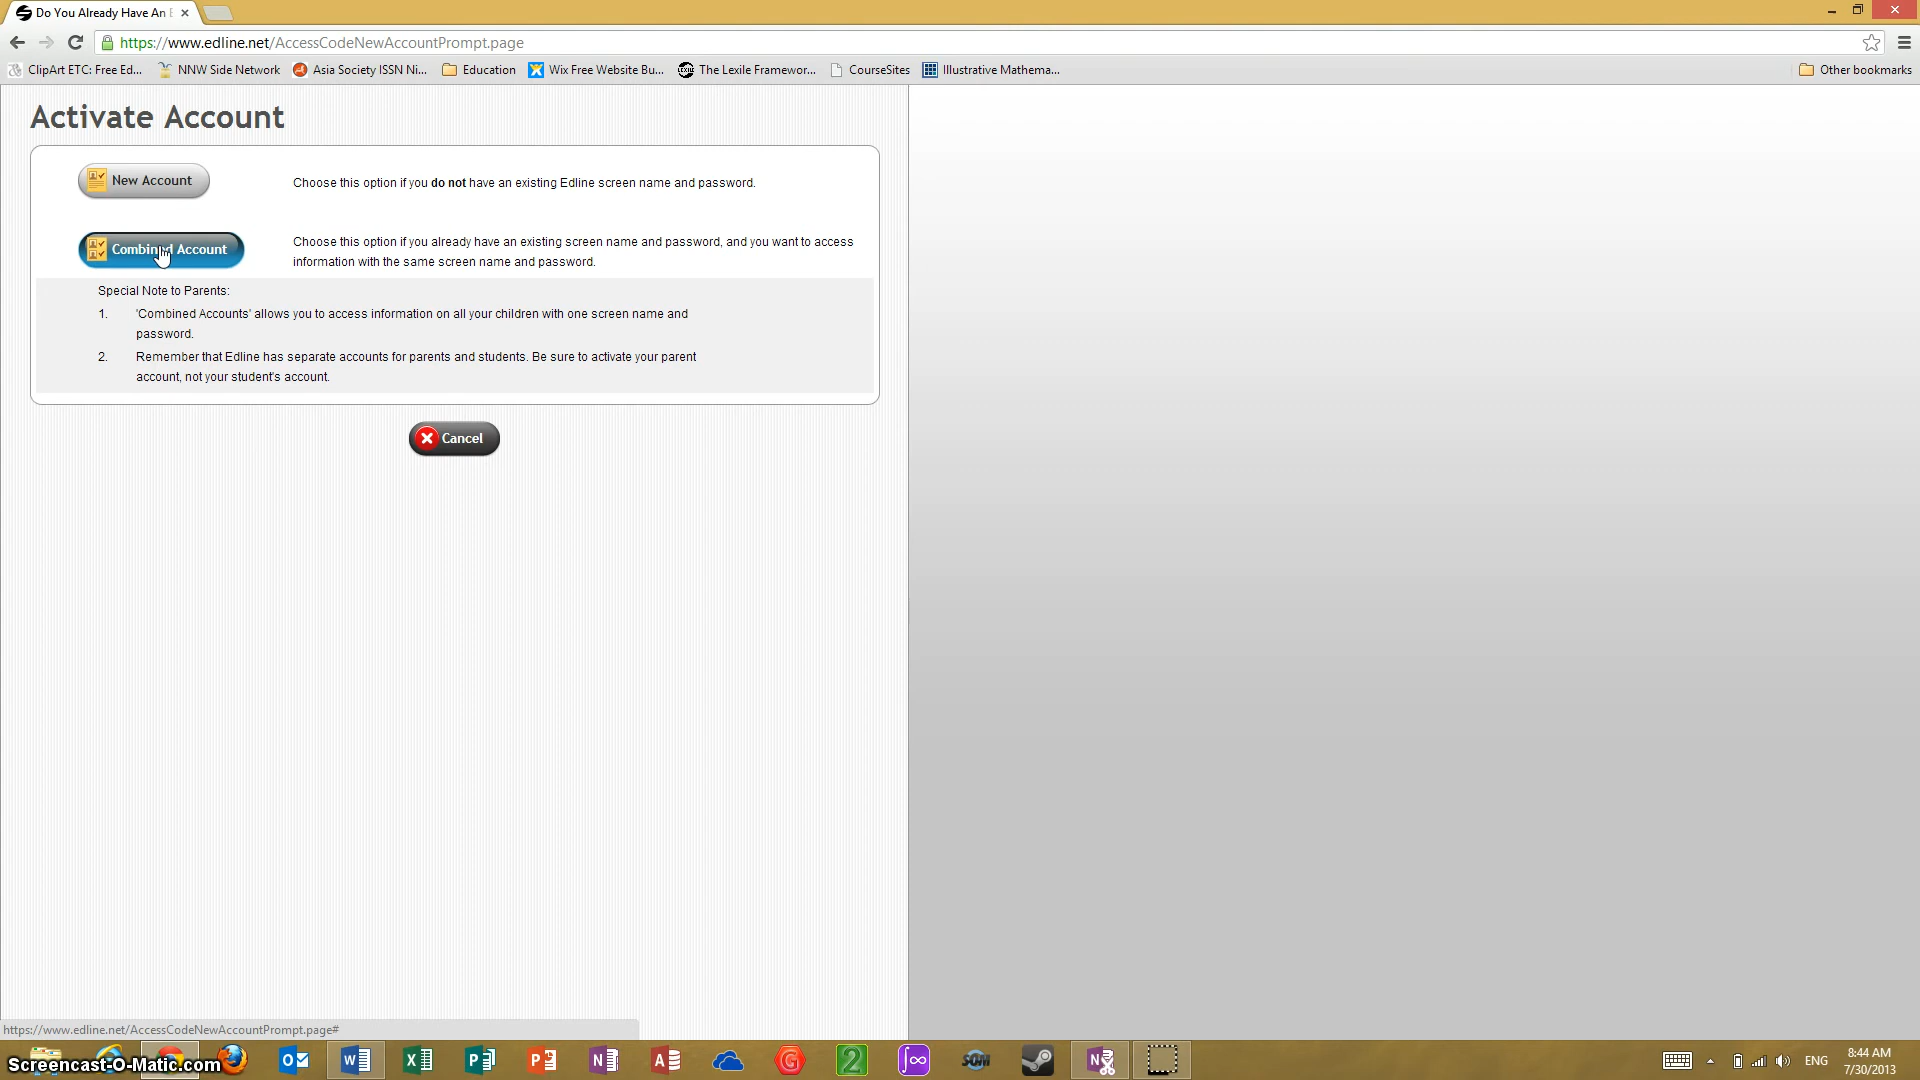 Do You Already Have An E
https://www.edline.net/AccessCodeNewAccountPrompt.page
ClipArt ETC: Free Ed...
NNW Side Network
Asia Society ISSN Ni...
Education
Wix Free Website Bu...
The Lexile Framewor...
CourseSites
Illustrative Mathema...
Other bookmarks
Activate Account
New Account
Choose this option if you do not have an existing Edline screen name and password.
Combined Account
Choose this option if you already have an existing screen name and password, and you want to access
information with the same screen name and password.
Special Note to Parents:
1. 'Combined Accounts' allows you to access information on all your children with one screen name and
password.
2. Remember that Edline has separate accounts for parents and students. Be sure to activate your parent
account, not your student's account.
Cancel
https://www.edline.net/AccessCodeNewAccountPrompt.page#
Screencast-O-Matic.com
SOM
ENG
8:44 AM
7/30/2013